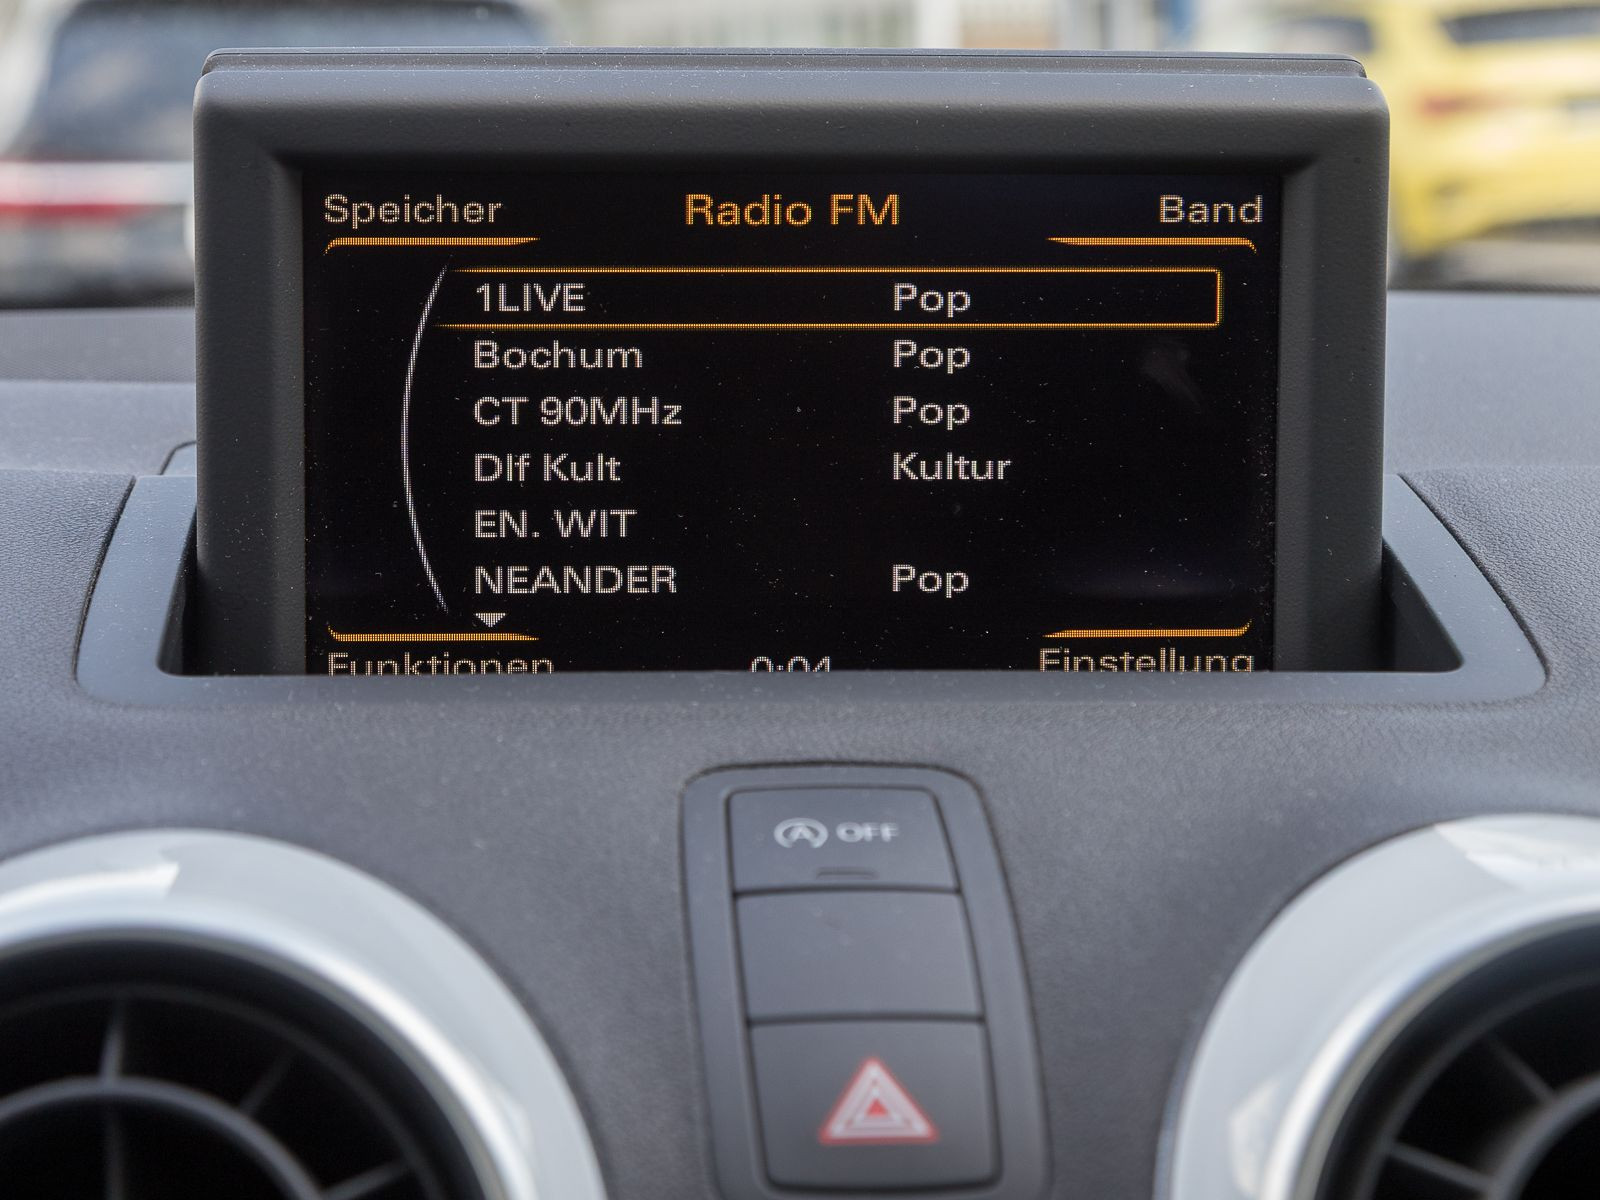 Speicher Radio FM Band
1LIVE Pop
Bochum Pop
CT 90MHz Pop
Dlf Kult Kultur
EN. WIT
NEANDER Pop
Funktionen 0:04 Einstellung
A OFF